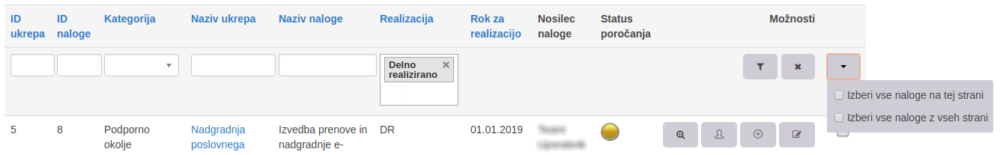 ID ukrepa
ID naloge
Kategorija
Naziv ukrepa
Naziv naloge
Realizacija
Rok za realizacijo
Nosilec naloge
Status poročanja
Možnosti
Delno realizirano
Izberi vse naloge na tej strani
Izberi vse naloge z vseh strani
5
8
Podporno okolje
Nadgradnja poslovnega
Izvedba prenove in nadgradnje e-
DR
01.01.2019